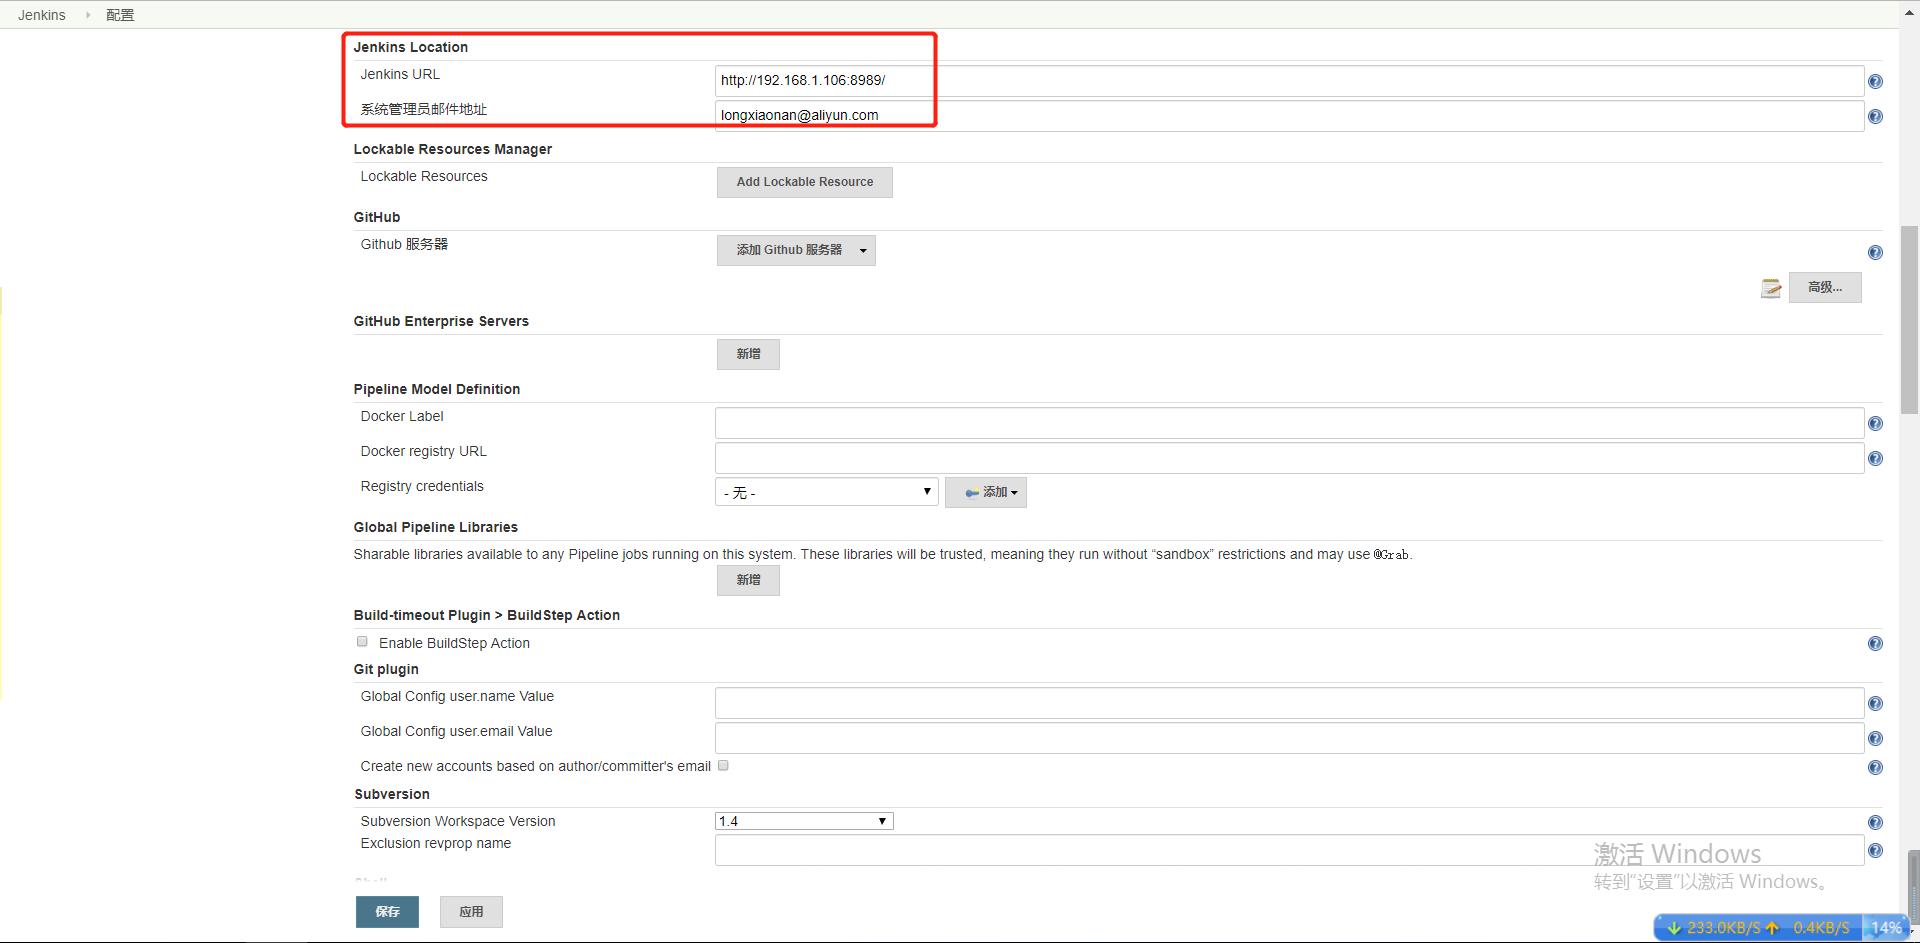 Jenkins 配置
Jenkins Location
Jenkins URL http://192.168.1.106:8989/
系统管理员邮件地址 longxiaonan@aliyun.com
Lockable Resources Manager
Lockable Resources Add Lockable Resource
GitHub
Github 服务器 添加 Github 服务器
高级...
GitHub Enterprise Servers
新增
Pipeline Model Definition
Docker Label
Docker registry URL
Registry credentials - 无 - 添加
Global Pipeline Libraries
Sharable libraries available to any Pipeline jobs running on this system. These libraries will be trusted, meaning they run without “sandbox” restrictions and may use @Grab.
新增
Build-timeout Plugin > BuildStep Action
Enable BuildStep Action
Git plugin
Global Config user.name Value
Global Config user.email Value
Create new accounts based on author/committer's email
Subversion
Subversion Workspace Version 1.4
Exclusion revprop name
激活 Windows
转到“设置”以激活 Windows。
保存 应用
233.0KB/S 0.4KB/S 14%